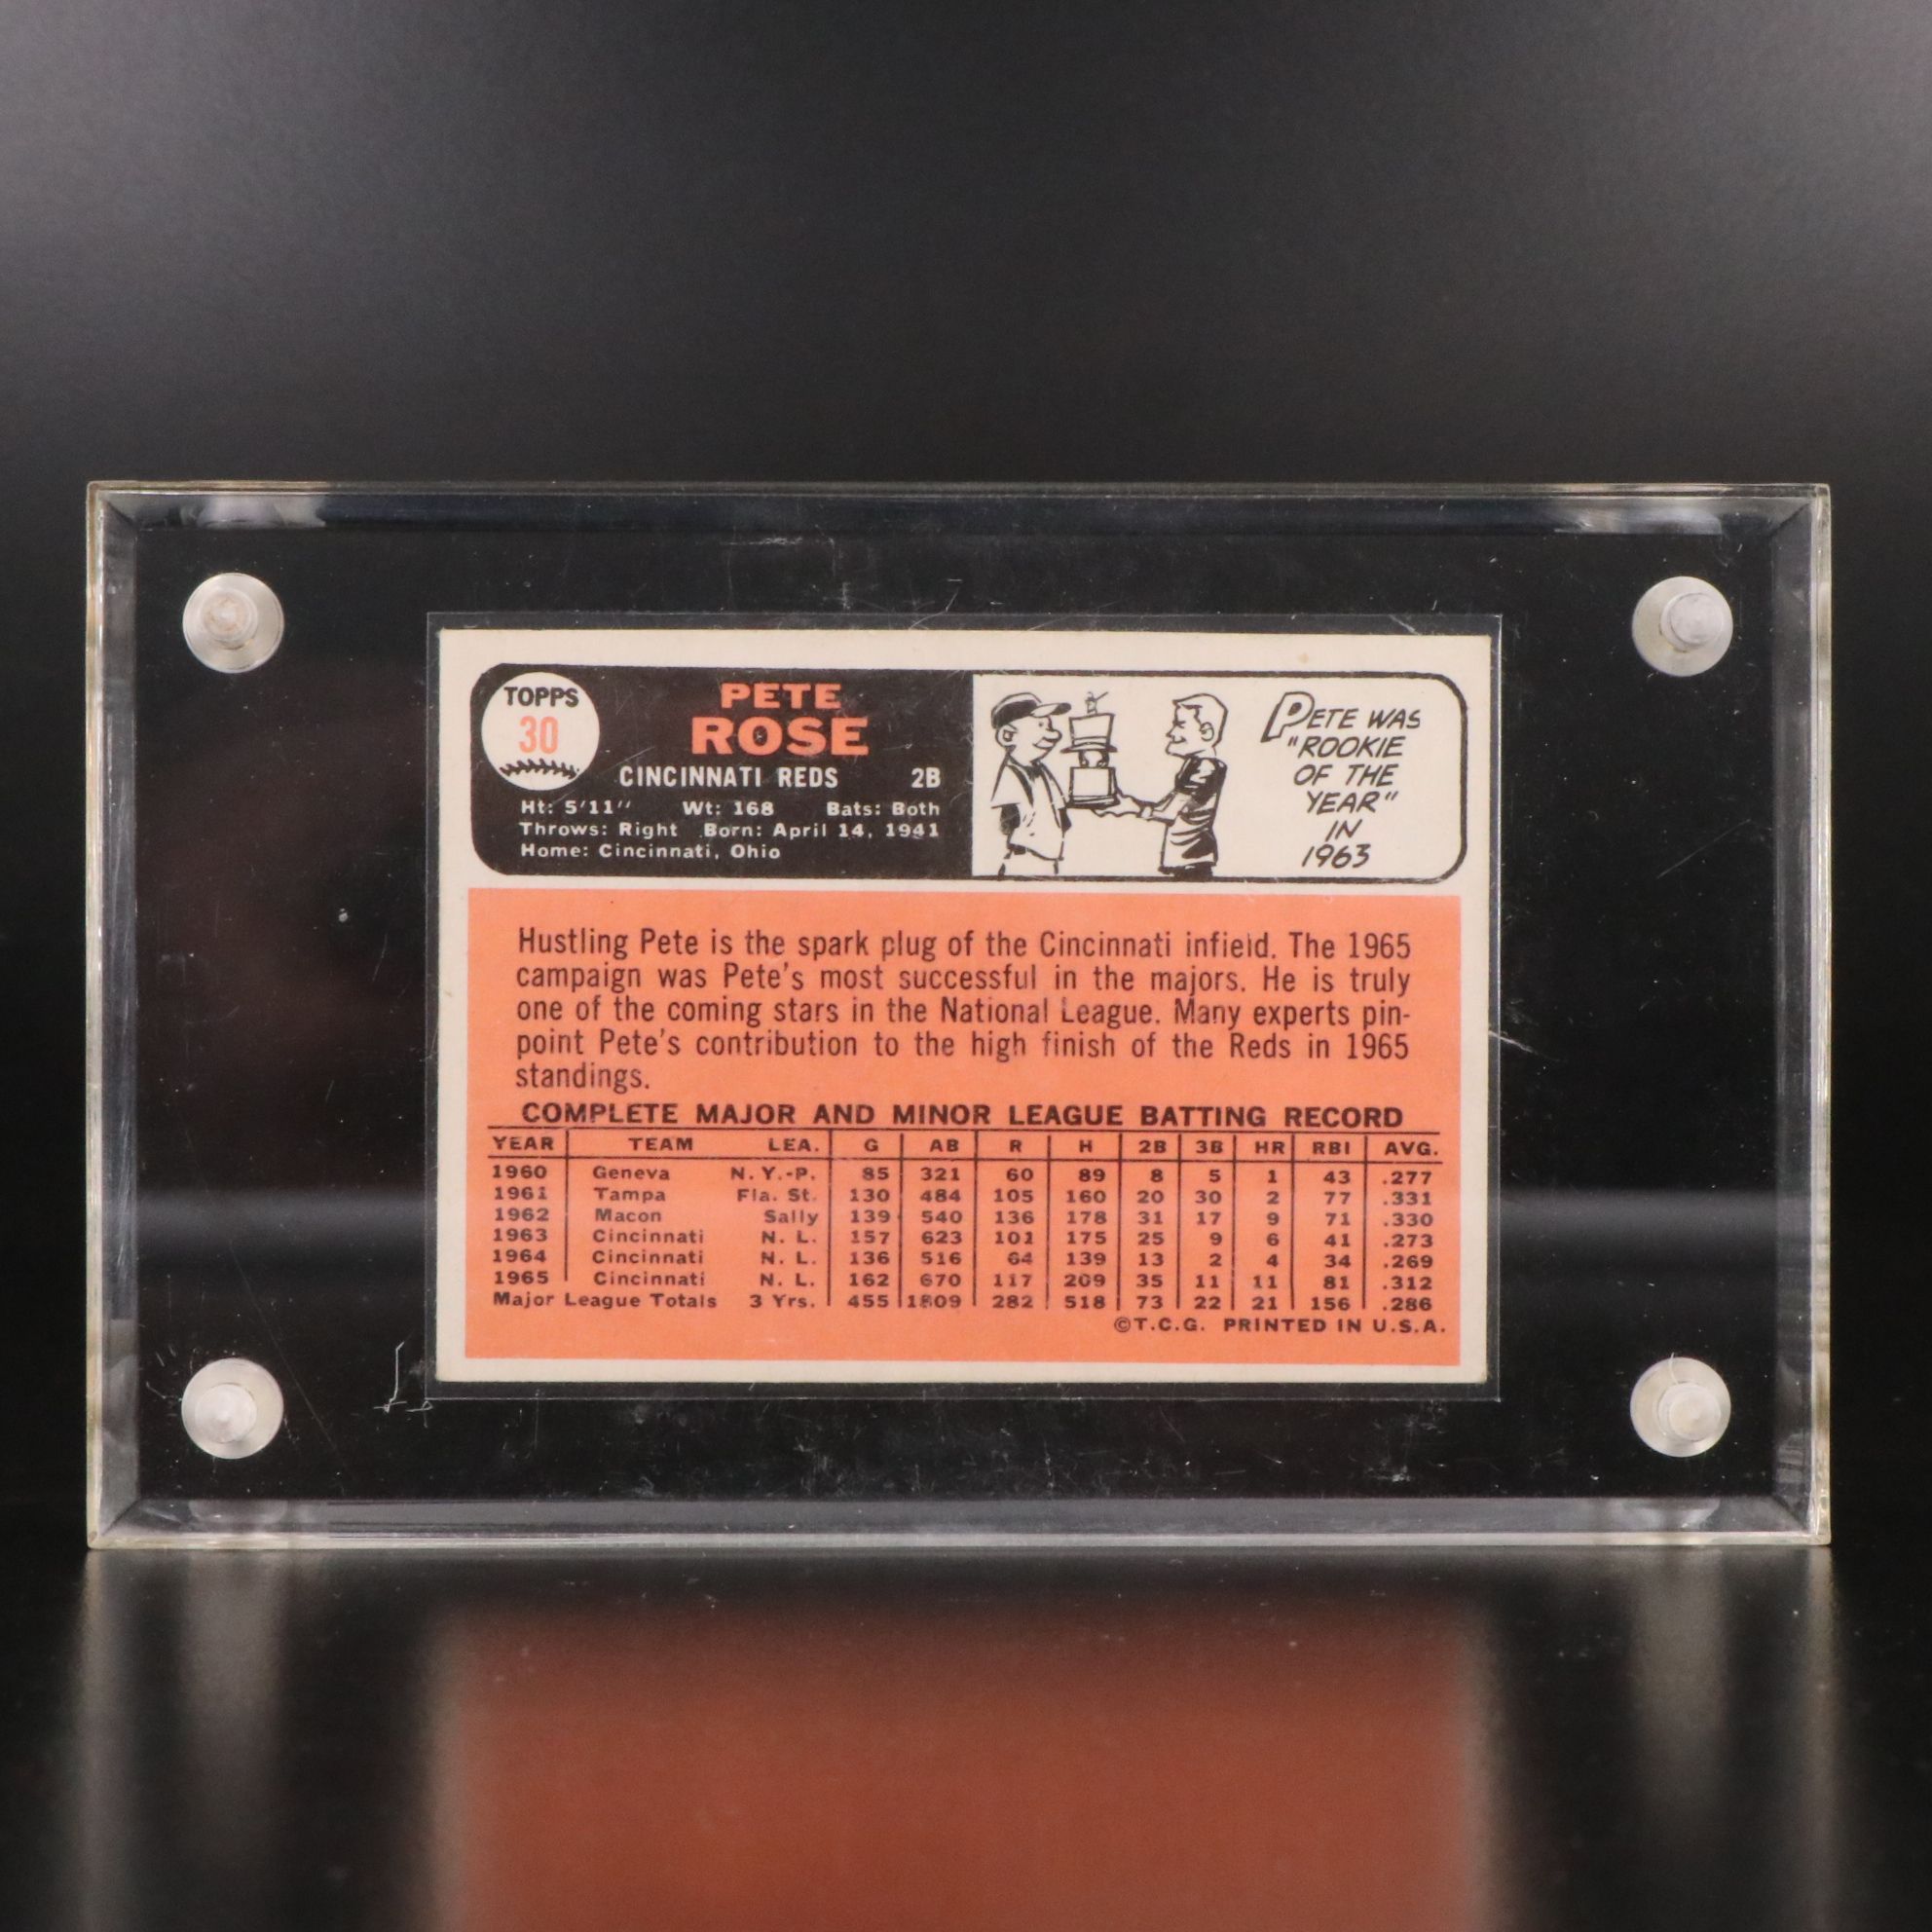 TOPPS
30
PETE
ROSE
CINCINNATI REDS 2B
Ht: 5'11" Wt: 168 Bats: Both
Throws: Right Born: April 14, 1941
Home: Cincinnati, Ohio
PETE WAS
"ROOKIE
OF THE
YEAR"
IN
1963
Hustling Pete is the spark plug of the Cincinnati infield. The 1965
campaign was Pete's most successful in the majors. He is truly
one of the coming stars in the National League. Many experts pin-
point Pete's contribution to the high finish of the Reds in 1965
standings.
COMPLETE MAJOR AND MINOR LEAGUE BATTING RECORD
YEAR TEAM LEA. G AB R H 2B 3B HR RBI AVG.
1960 Geneva N.Y.-P. 85 321 60 89 8 5 1 43 .277
1961 Tampa Fla. St. 130 484 105 160 20 30 2 77 .331
1962 Macon Sally 139 540 136 178 31 17 9 71 .330
1963 Cincinnati N. L. 157 623 101 175 25 9 6 41 .273
1964 Cincinnati N. L. 136 516 64 139 13 2 4 34 .269
1965 Cincinnati N. L. 162 670 117 209 35 11 11 81 .312
Major League Totals 3 Yrs. 455 1809 282 518 73 22 21 156 .286
©T.C.G. PRINTED IN U.S.A.